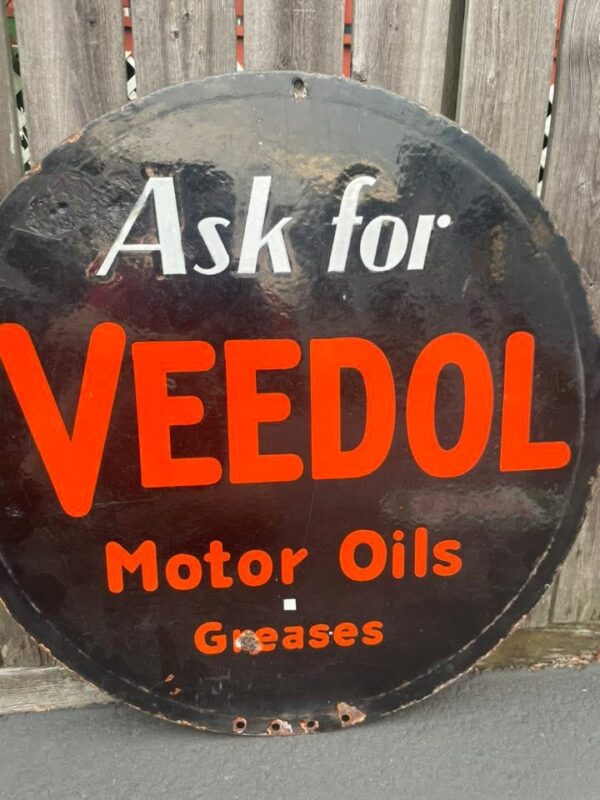 Ask for
VEEDOL
Motor Oils
Greases